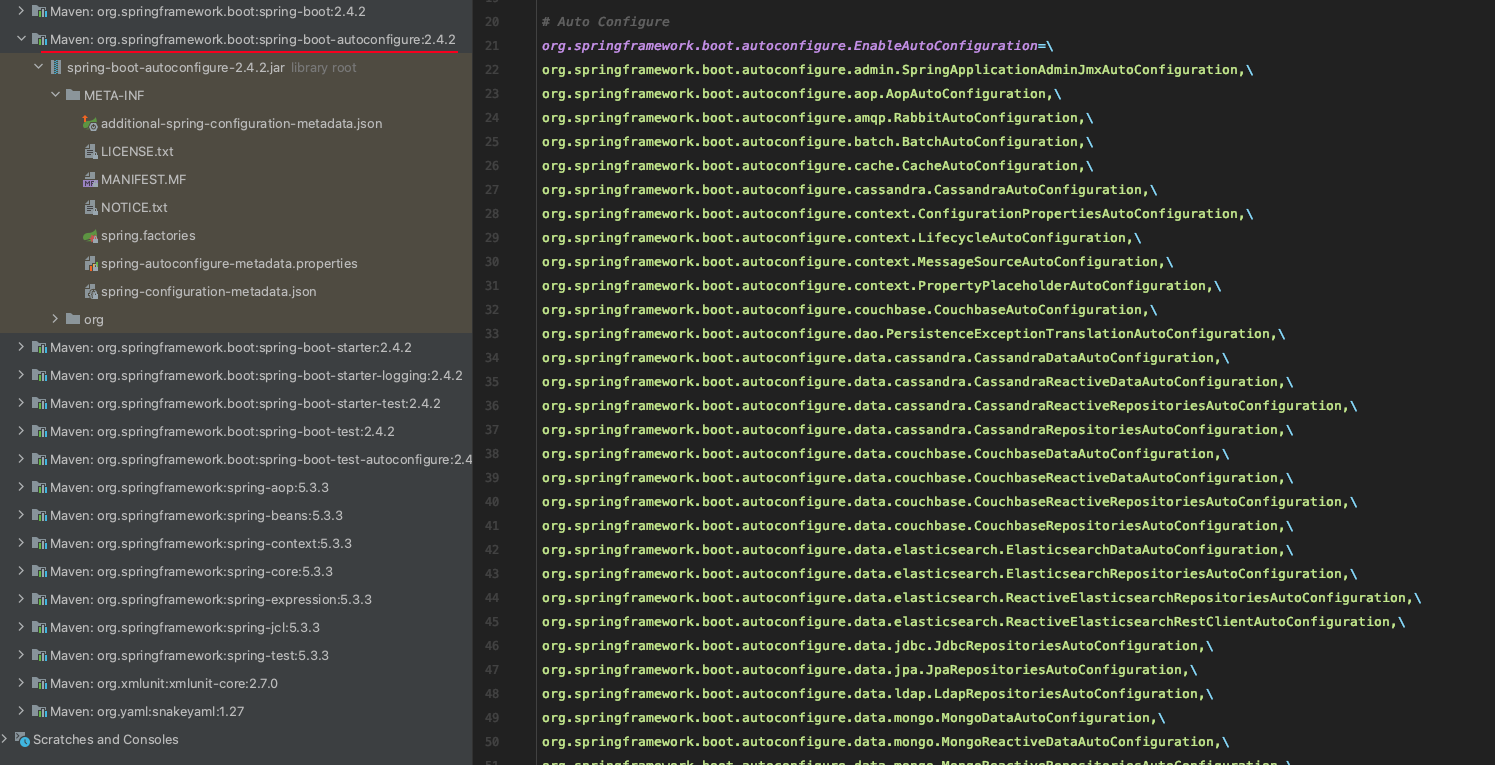 Maven: org.springframework.boot:spring-boot:2.4.2
Maven: org.springframework.boot:spring-boot-autoconfigure:2.4.2
spring-boot-autoconfigure-2.4.2.jar library root
META-INF
additional-spring-configuration-metadata.json
LICENSE.txt
MANIFEST.MF
NOTICE.txt
spring.factories
spring-autoconfigure-metadata.properties
spring-configuration-metadata.json
org
Maven: org.springframework.boot:spring-boot-starter:2.4.2
Maven: org.springframework.boot:spring-boot-starter-logging:2.4.2
Maven: org.springframework.boot:spring-boot-starter-test:2.4.2
Maven: org.springframework.boot:spring-boot-test:2.4.2
Maven: org.springframework.boot:spring-boot-test-autoconfigure:2.4
Maven: org.springframework:spring-aop:5.3.3
Maven: org.springframework:spring-beans:5.3.3
Maven: org.springframework:spring-context:5.3.3
Maven: org.springframework:spring-core:5.3.3
Maven: org.springframework:spring-expression:5.3.3
Maven: org.springframework:spring-jcl:5.3.3
Maven: org.springframework:spring-test:5.3.3
Maven: org.xmlunit:xmlunit-core:2.7.0
Maven: org.yaml:snakeyaml:1.27
Scratches and Consoles
20 # Auto Configure
21 org.springframework.boot.autoconfigure.EnableAutoConfiguration=\
22 org.springframework.boot.autoconfigure.admin.SpringApplicationAdminJmxAutoConfiguration,\
23 org.springframework.boot.autoconfigure.aop.AopAutoConfiguration,\
24 org.springframework.boot.autoconfigure.amqp.RabbitAutoConfiguration,\
25 org.springframework.boot.autoconfigure.batch.BatchAutoConfiguration,\
26 org.springframework.boot.autoconfigure.cache.CacheAutoConfiguration,\
27 org.springframework.boot.autoconfigure.cassandra.CassandraAutoConfiguration,\
28 org.springframework.boot.autoconfigure.context.ConfigurationPropertiesAutoConfiguration,\
29 org.springframework.boot.autoconfigure.context.LifecycleAutoConfiguration,\
30 org.springframework.boot.autoconfigure.context.MessageSourceAutoConfiguration,\
31 org.springframework.boot.autoconfigure.context.PropertyPlaceholderAutoConfiguration,\
32 org.springframework.boot.autoconfigure.couchbase.CouchbaseAutoConfiguration,\
33 org.springframework.boot.autoconfigure.dao.PersistenceExceptionTranslationAutoConfiguration,\
34 org.springframework.boot.autoconfigure.data.cassandra.CassandraDataAutoConfiguration,\
35 org.springframework.boot.autoconfigure.data.cassandra.CassandraReactiveDataAutoConfiguration,\
36 org.springframework.boot.autoconfigure.data.cassandra.CassandraReactiveRepositoriesAutoConfiguration,\
37 org.springframework.boot.autoconfigure.data.cassandra.CassandraRepositoriesAutoConfiguration,\
38 org.springframework.boot.autoconfigure.data.couchbase.CouchbaseDataAutoConfiguration,\
39 org.springframework.boot.autoconfigure.data.couchbase.CouchbaseReactiveDataAutoConfiguration,\
40 org.springframework.boot.autoconfigure.data.couchbase.CouchbaseReactiveRepositoriesAutoConfiguration,\
41 org.springframework.boot.autoconfigure.data.couchbase.CouchbaseRepositoriesAutoConfiguration,\
42 org.springframework.boot.autoconfigure.data.elasticsearch.ElasticsearchDataAutoConfiguration,\
43 org.springframework.boot.autoconfigure.data.elasticsearch.ElasticsearchRepositoriesAutoConfiguration,\
44 org.springframework.boot.autoconfigure.data.elasticsearch.ReactiveElasticsearchRepositoriesAutoConfiguration,\
45 org.springframework.boot.autoconfigure.data.elasticsearch.ReactiveElasticsearchRestClientAutoConfiguration,\
46 org.springframework.boot.autoconfigure.data.jdbc.JdbcRepositoriesAutoConfiguration,\
47 org.springframework.boot.autoconfigure.data.jpa.JpaRepositoriesAutoConfiguration,\
48 org.springframework.boot.autoconfigure.data.ldap.LdapRepositoriesAutoConfiguration,\
49 org.springframework.boot.autoconfigure.data.mongo.MongoDataAutoConfiguration,\
50 org.springframework.boot.autoconfigure.data.mongo.MongoReactiveDataAutoConfiguration,\
51 org.springframework.boot.autoconfigure.data.mongo.MongoReactiveRepositoriesAutoConfiguration,\